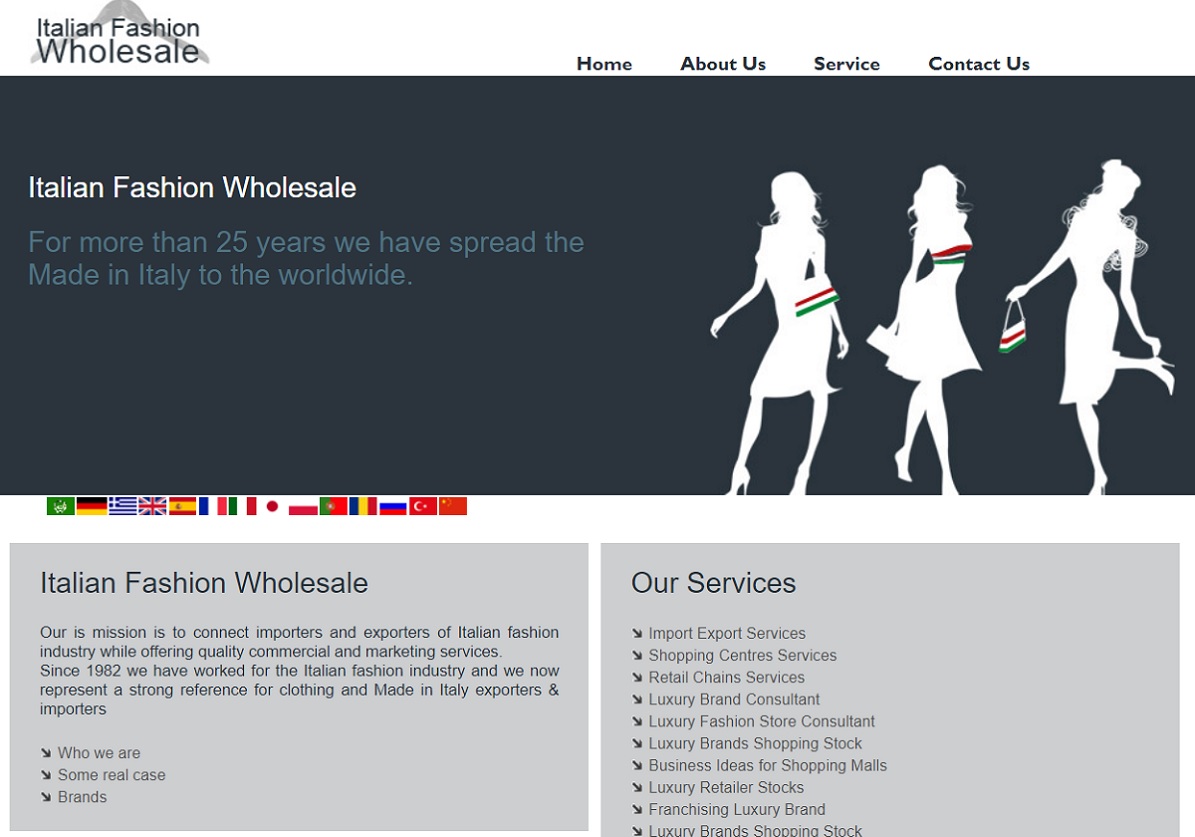 Italian Fashion
Wholesale
Home About Us Service Contact Us
Italian Fashion Wholesale
For more than 25 years we have spread the
Made in Italy to the worldwide.
Italian Fashion Wholesale
Our is mission is to connect importers and exporters of Italian fashion
industry while offering quality commercial and marketing services.
Since 1982 we have worked for the Italian fashion industry and we now
represent a strong reference for clothing and Made in Italy exporters &
importers
Who we are
Some real case
Brands
Our Services
Import Export Services
Shopping Centres Services
Retail Chains Services
Luxury Brand Consultant
Luxury Fashion Store Consultant
Luxury Brands Shopping Stock
Business Ideas for Shopping Malls
Luxury Retailer Stocks
Franchising Luxury Brand
Luxury Brands Shopping Stock